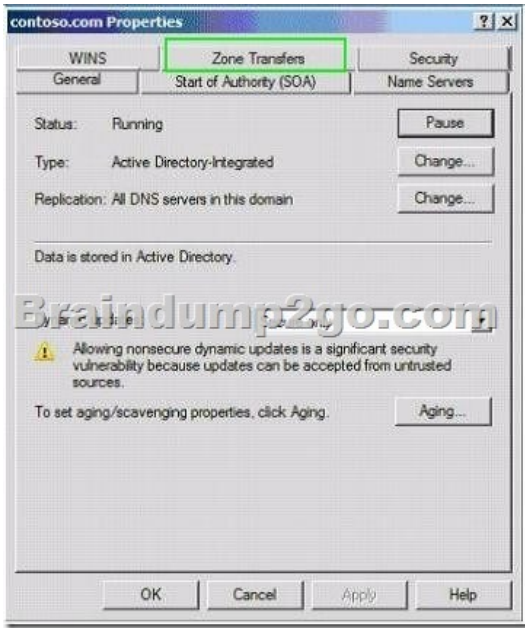 contoso.com Properties
WINS Zone Transfers Security
General Start of Authority (SOA) Name Servers
Status: Running Pause
Type: Active Directory-Integrated Change...
Replication: All DNS servers in this domain Change...
Data is stored in Active Directory.
Braindump2go.com
Allowing nonsecure dynamic updates is a significant security
vulnerability because updates can be accepted from untrusted
sources.
To set aging/scavenging properties, click Aging. Aging...
OK Cancel Apply Help